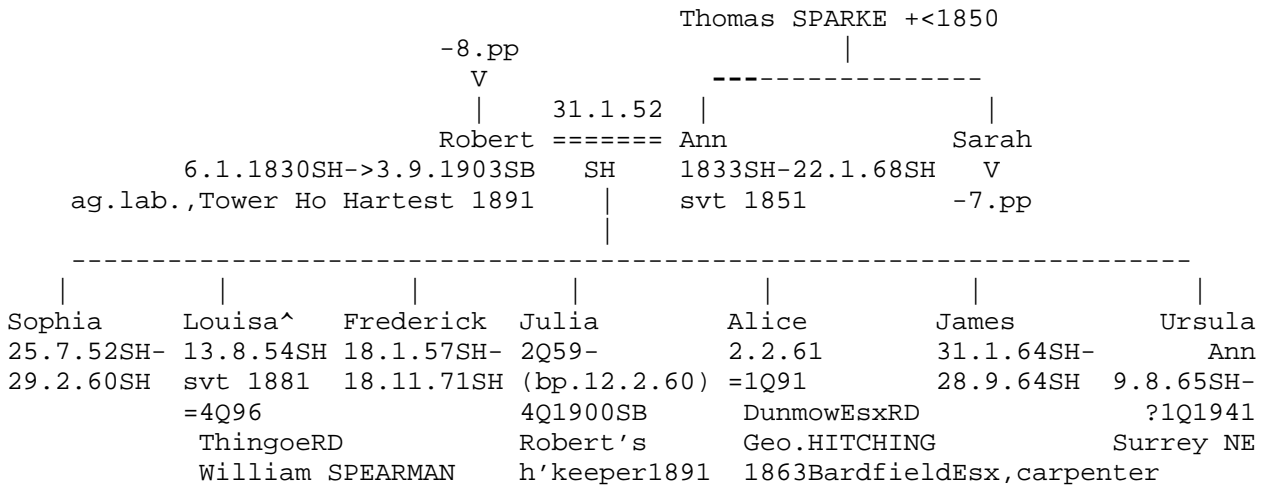 Thomas SPARKE +<1850
-8.pp |
V ------------------
| 31.1.52 | |
Robert ======= Ann Sarah
6.1.1830SH->3.9.1903SB SH 1833SH-22.1.68SH V
ag.lab.,Tower Ho Hartest 1891 | svt 1851 -7.pp
|
----------------------------------------------------------------------
| | | | | | |
Sophia Louisa^ Frederick Julia Alice James Ursula
25.7.52SH- 13.8.54SH 18.1.57SH- 2Q59- 2.2.61 31.1.64SH- Ann
29.2.60SH svt 1881 18.11.71SH (bp.12.2.60) =1Q91 28.9.64SH 9.8.65SH-
=4Q96 4Q1900SB DunmowEsxRD ?1Q1941
ThingoeRD Robert's Geo.HITCHING Surrey NE
William SPEARMAN h'keeper1891 1863BardfieldEsx,carpenter